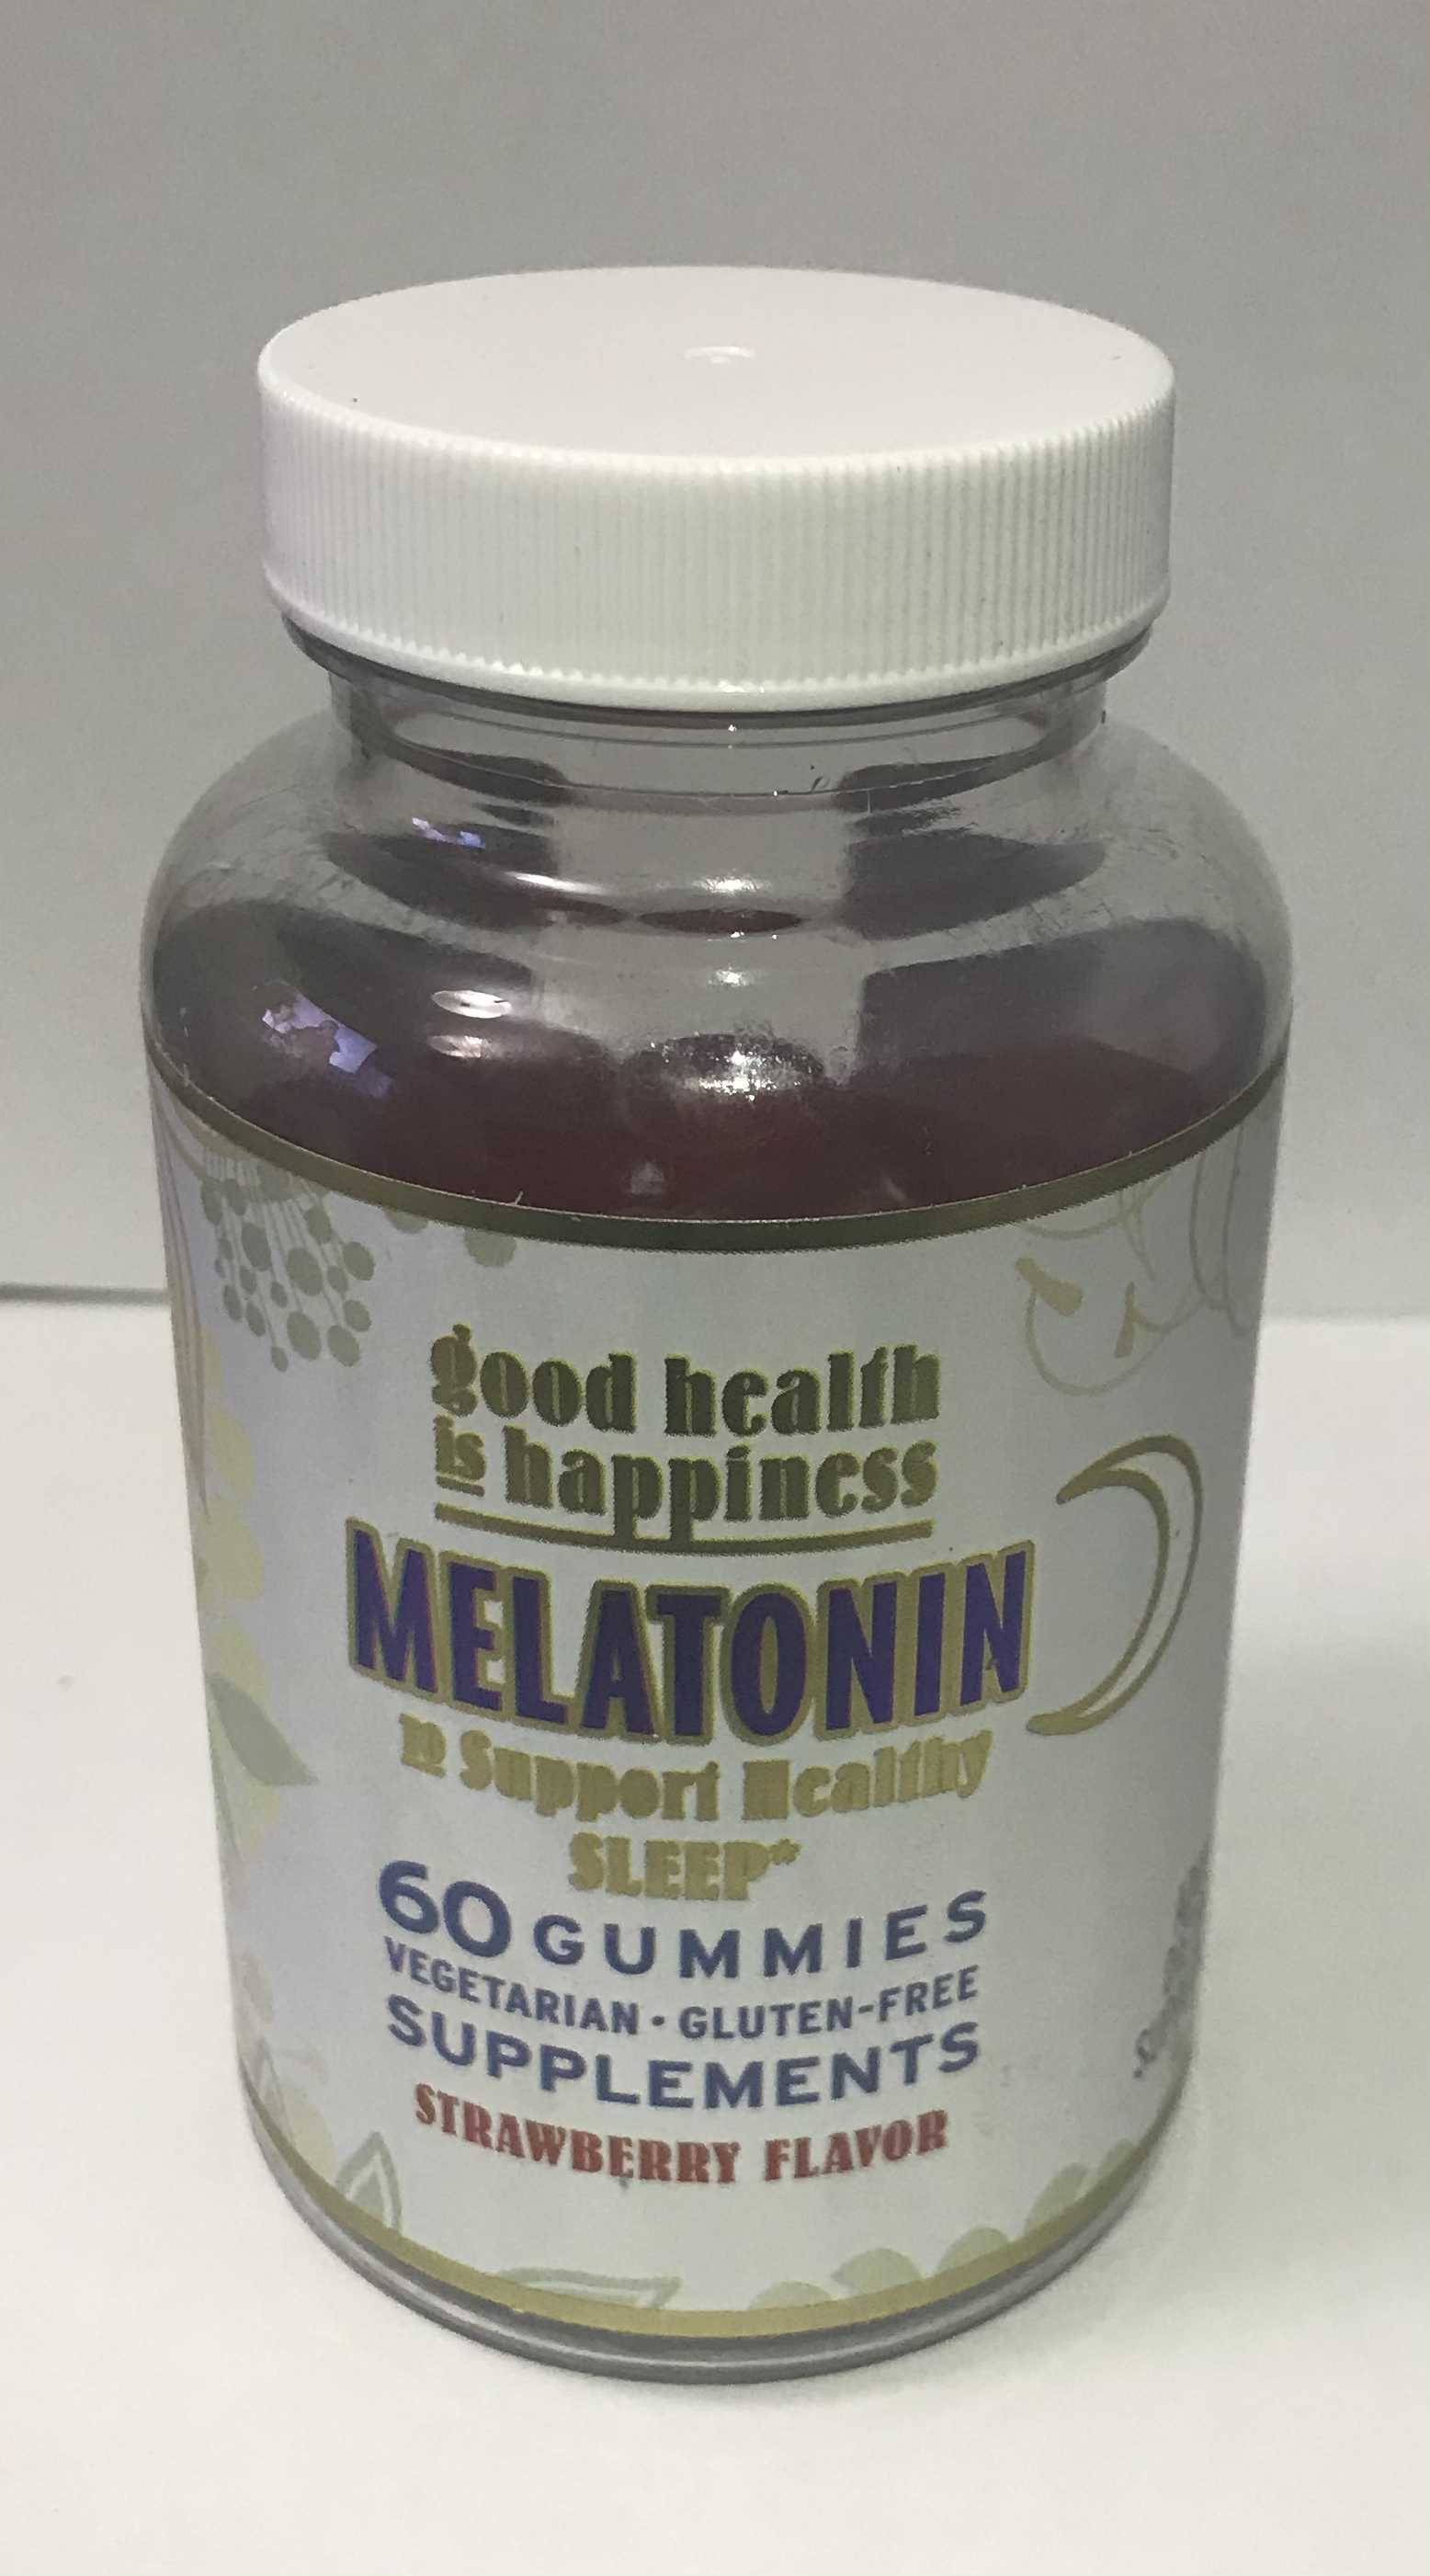 good health
is happiness
MELATONIN
to Support Healthy
SLEEP*
60 GUMMIES
VEGETARIAN • GLUTEN-FREE
SUPPLEMENTS
STRAWBERRY FLAVOR